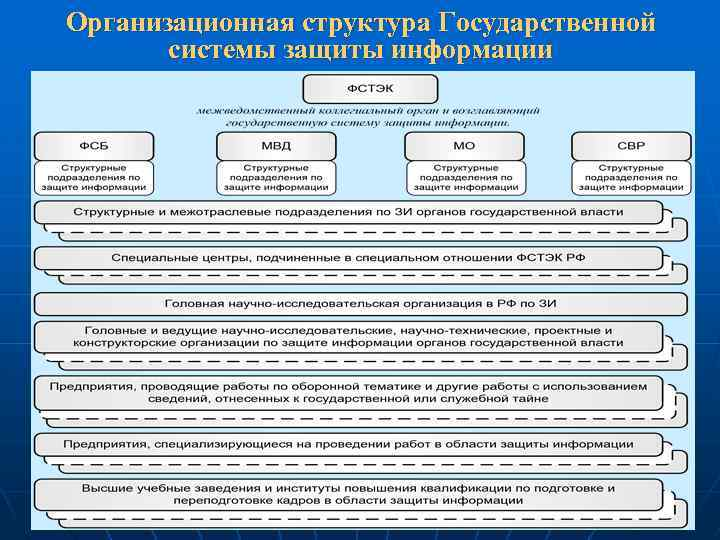 Организационная структура Государственной
системы защиты информации
ФСТЭК
межведомственный коллегиальный орган и возглавляющий
государственную систему защиты информации.
ФСБ
МВД
МО
СВР
Структурные
подразделения по
защите информации
Структурные
подразделения по
защите информации
Структурные
подразделения по
защите информации
Структурные
подразделения по
защите информации
Структурные и межотраслевые подразделения по ЗИ органов государственной власти
Специальные центры, подчиненные в специальном отношении ФСТЭК РФ
Головная научно-исследовательская организация в РФ по ЗИ
Головные и ведущие научно-исследовательские, научно-технические, проектные и
конструкторские организации по защите информации органов государственной власти
Предприятия, проводящие работы по оборонной тематике и другие работы с использованием
сведений, отнесенных к государственной или служебной тайне
Предприятия, специализирующиеся на проведении работ в области защиты информации
Высшие учебные заведения и институты повышения квалификации по подготовке и
переподготовке кадров в области защиты информации